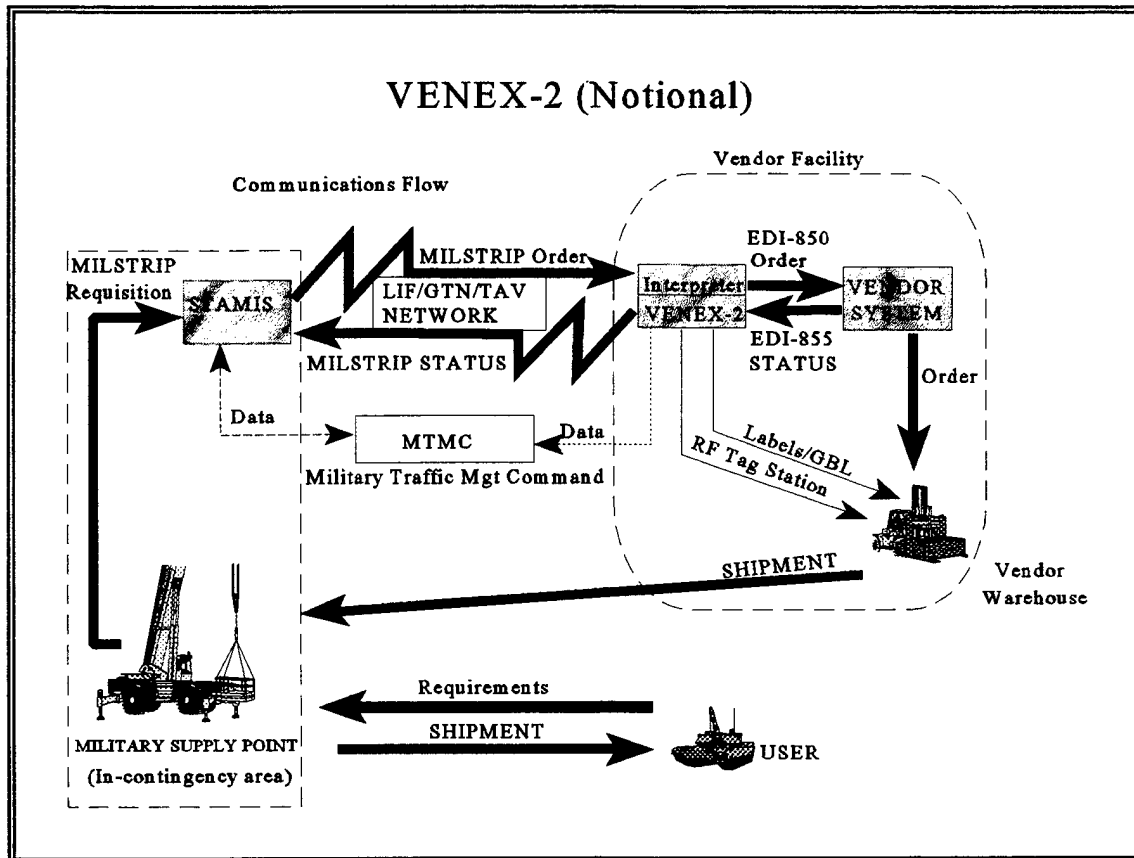 VENEX-2 (Notional)
Vendor Facility
Communications Flow
MILSTRIP
Requisition
STAMIS
MILSTRIP Order
LIF/GTN/TAV
NETWORK
MILSTRIP STATUS
Interpreter
VENEX-2
EDI-850
Order
VENDOR
SYSTEM
EDI-855
STATUS
Order
Data
MTMC
Data
Military Traffic Mgt Command
Labels/GBL
RF Tag Station
SHIPMENT
Vendor
Warehouse
Requirements
SHIPMENT
USER
MILITARY SUPPLY POINT
(In-contingency area)